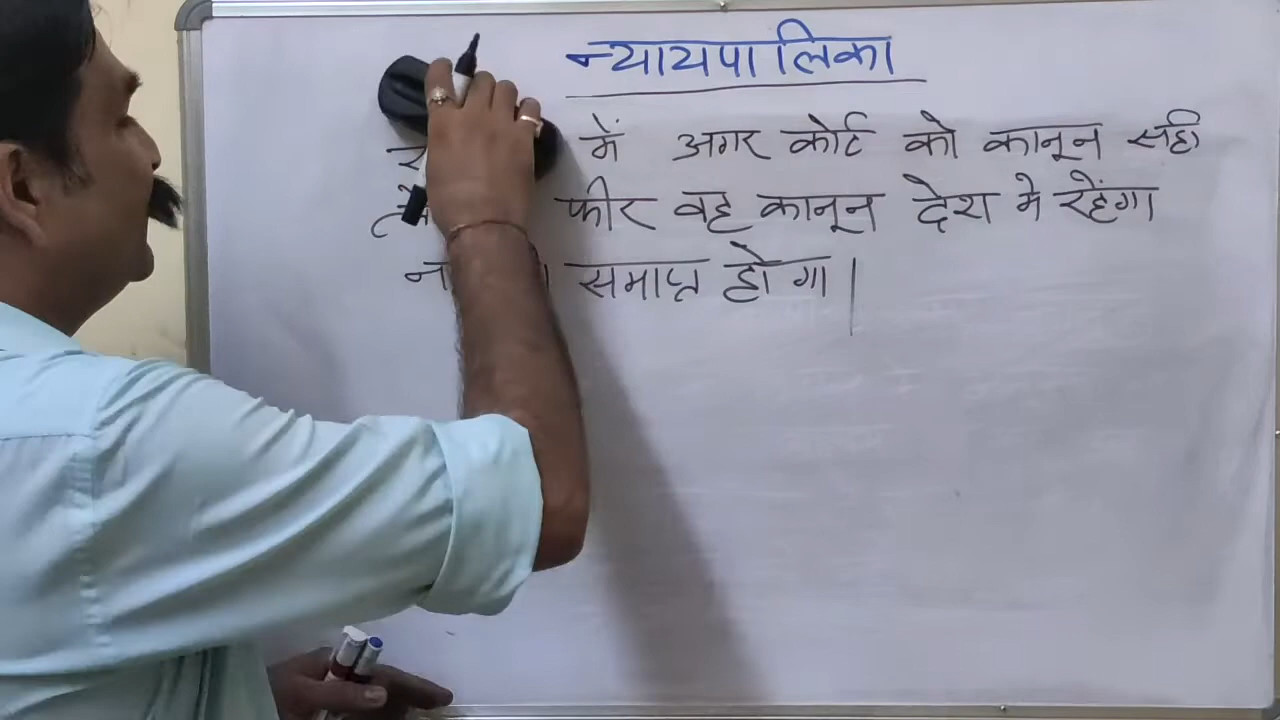 न्यायपालिका
में अगर कोर्ट को कानून सही
फीर वह कानून देश मे रहेंगा
समाप्त होगा।